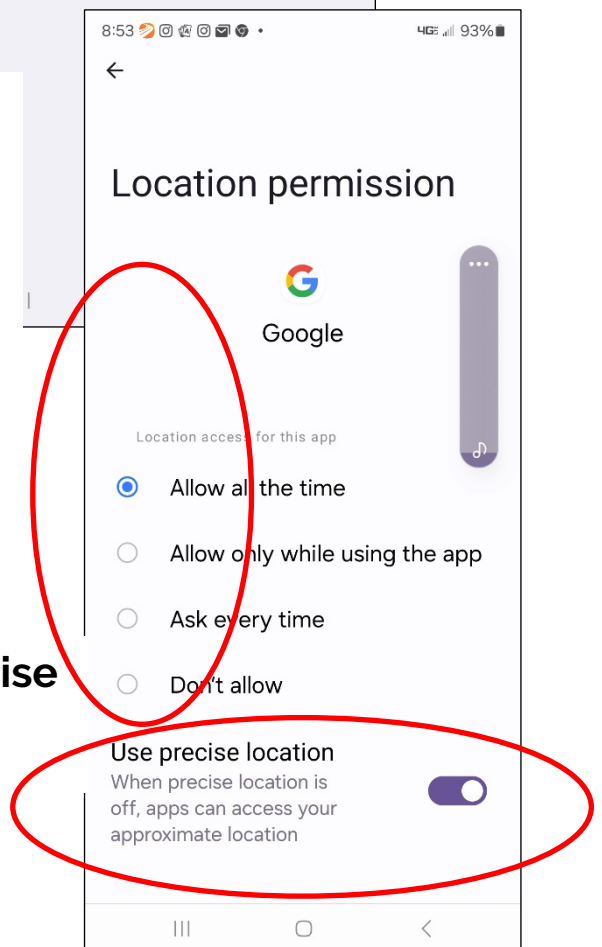 8:53
4G 93%
Location permission
Google
Location access for this app
Allow all the time
Allow only while using the app
Ask every time
ise
Don't allow
Use precise location
When precise location is
off, apps can access your
approximate location